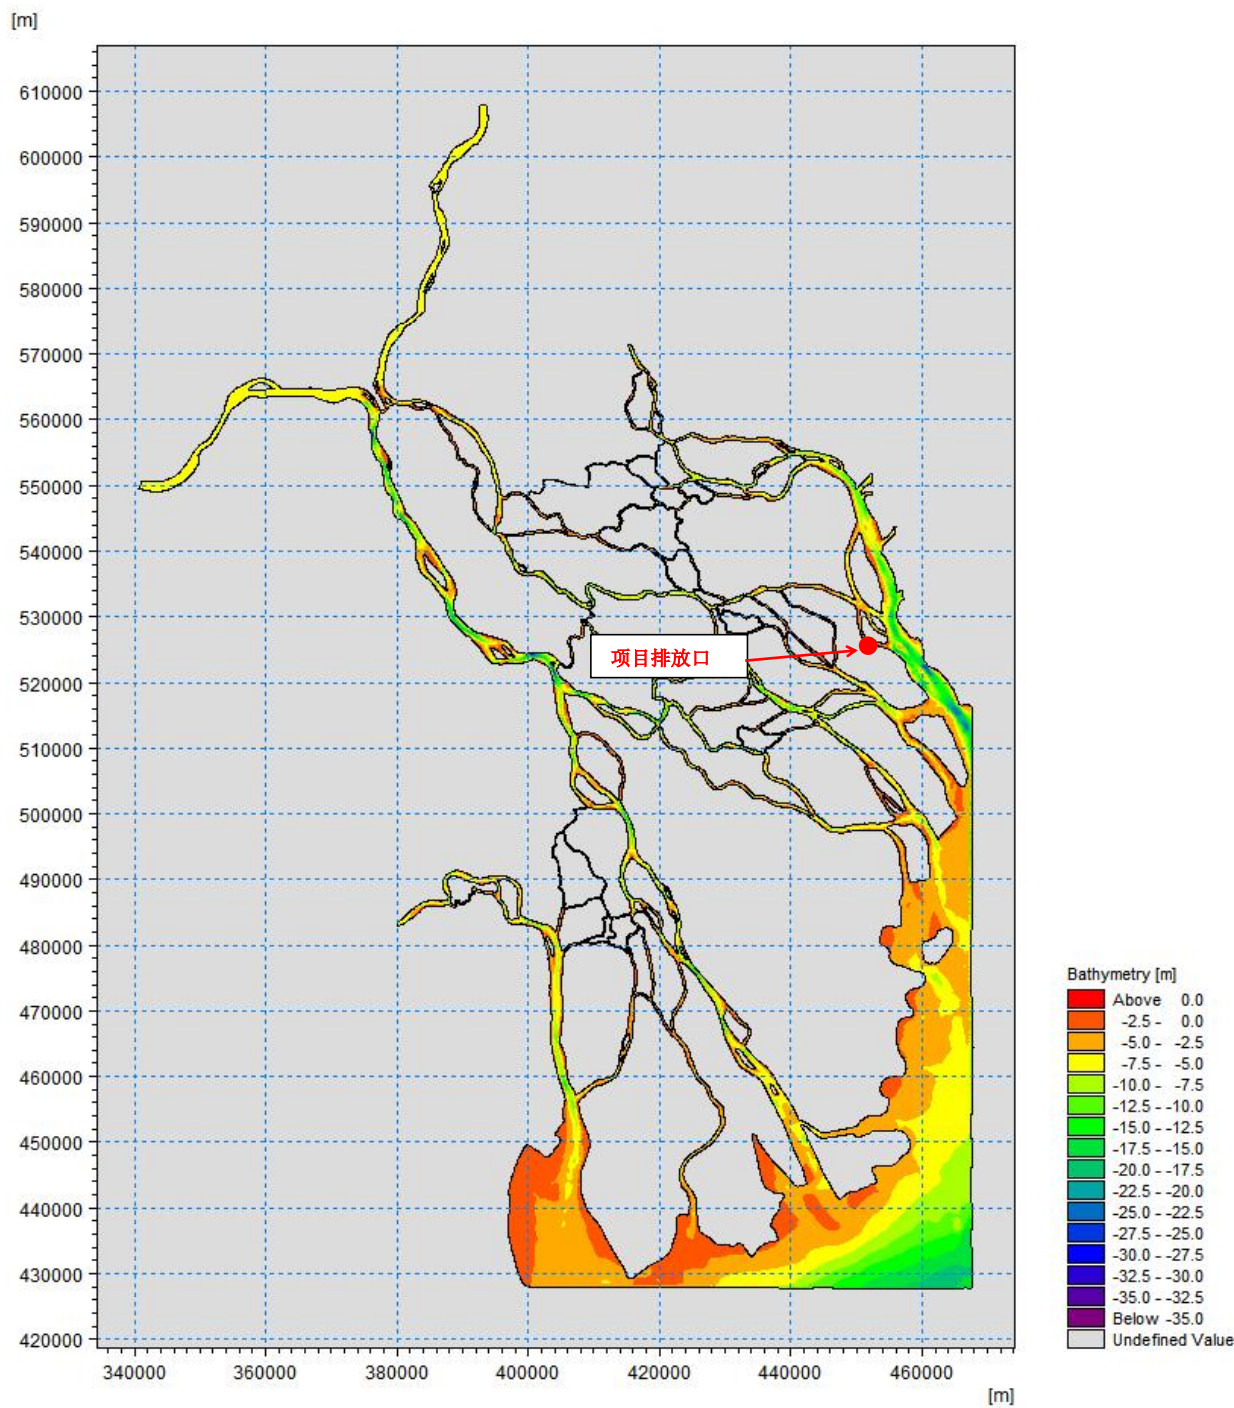 [m]
610000
600000
590000
580000
570000
560000
550000
540000
530000
520000
510000
500000
490000
480000
470000
460000
450000
440000
430000
420000
项目排放口
340000 360000 380000 400000 420000 440000 460000
[m]
Bathymetry [m]
Above 0.0
-2.5 - 0.0
-5.0 - -2.5
-7.5 - -5.0
-10.0 - -7.5
-12.5 - -10.0
-15.0 - -12.5
-17.5 - -15.0
-20.0 - -17.5
-22.5 - -20.0
-25.0 - -22.5
-27.5 - -25.0
-30.0 - -27.5
-32.5 - -30.0
-35.0 - -32.5
Below -35.0
Undefined Value